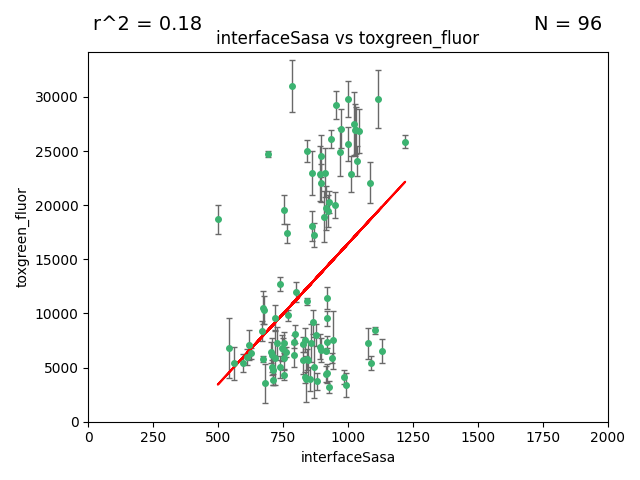 r^2 = 0.18
N = 96
interfaceSasa vs toxgreen_fluor
toxgreen_fluor
30000
25000
20000
15000
10000
5000
0
0 250 500 750 1000 1250 1500 1750 2000
interfaceSasa